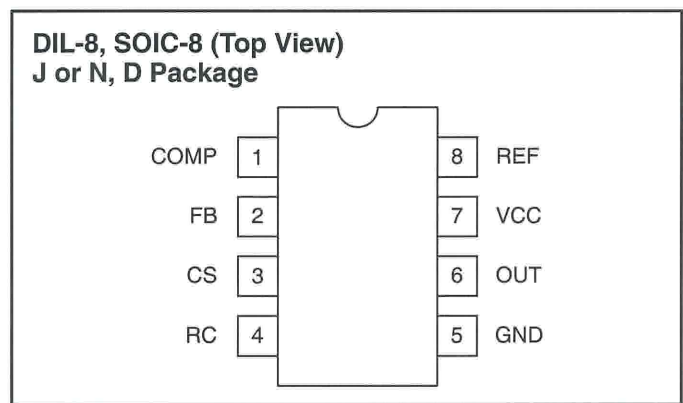 DIL-8, SOIC-8 (Top View)
J or N, D Package
COMP 1 8 REF
FB 2 7 VCC
CS 3 6 OUT
RC 4 5 GND